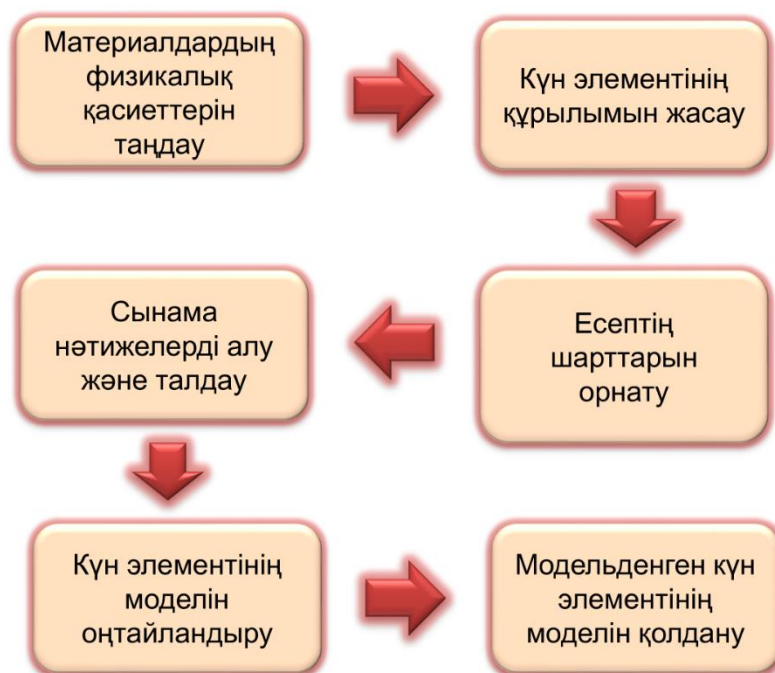 Материалдардың
физикалық
қасиеттерін
таңдау
Күн элементінің
құрылымын жасау
Есептің
шарттарын
орнату
Сынама
нәтижелерді алу
және талдау
Күн элементінің
моделін
оңтайландыру
Модельденген күн
элементінің
моделін қолдану